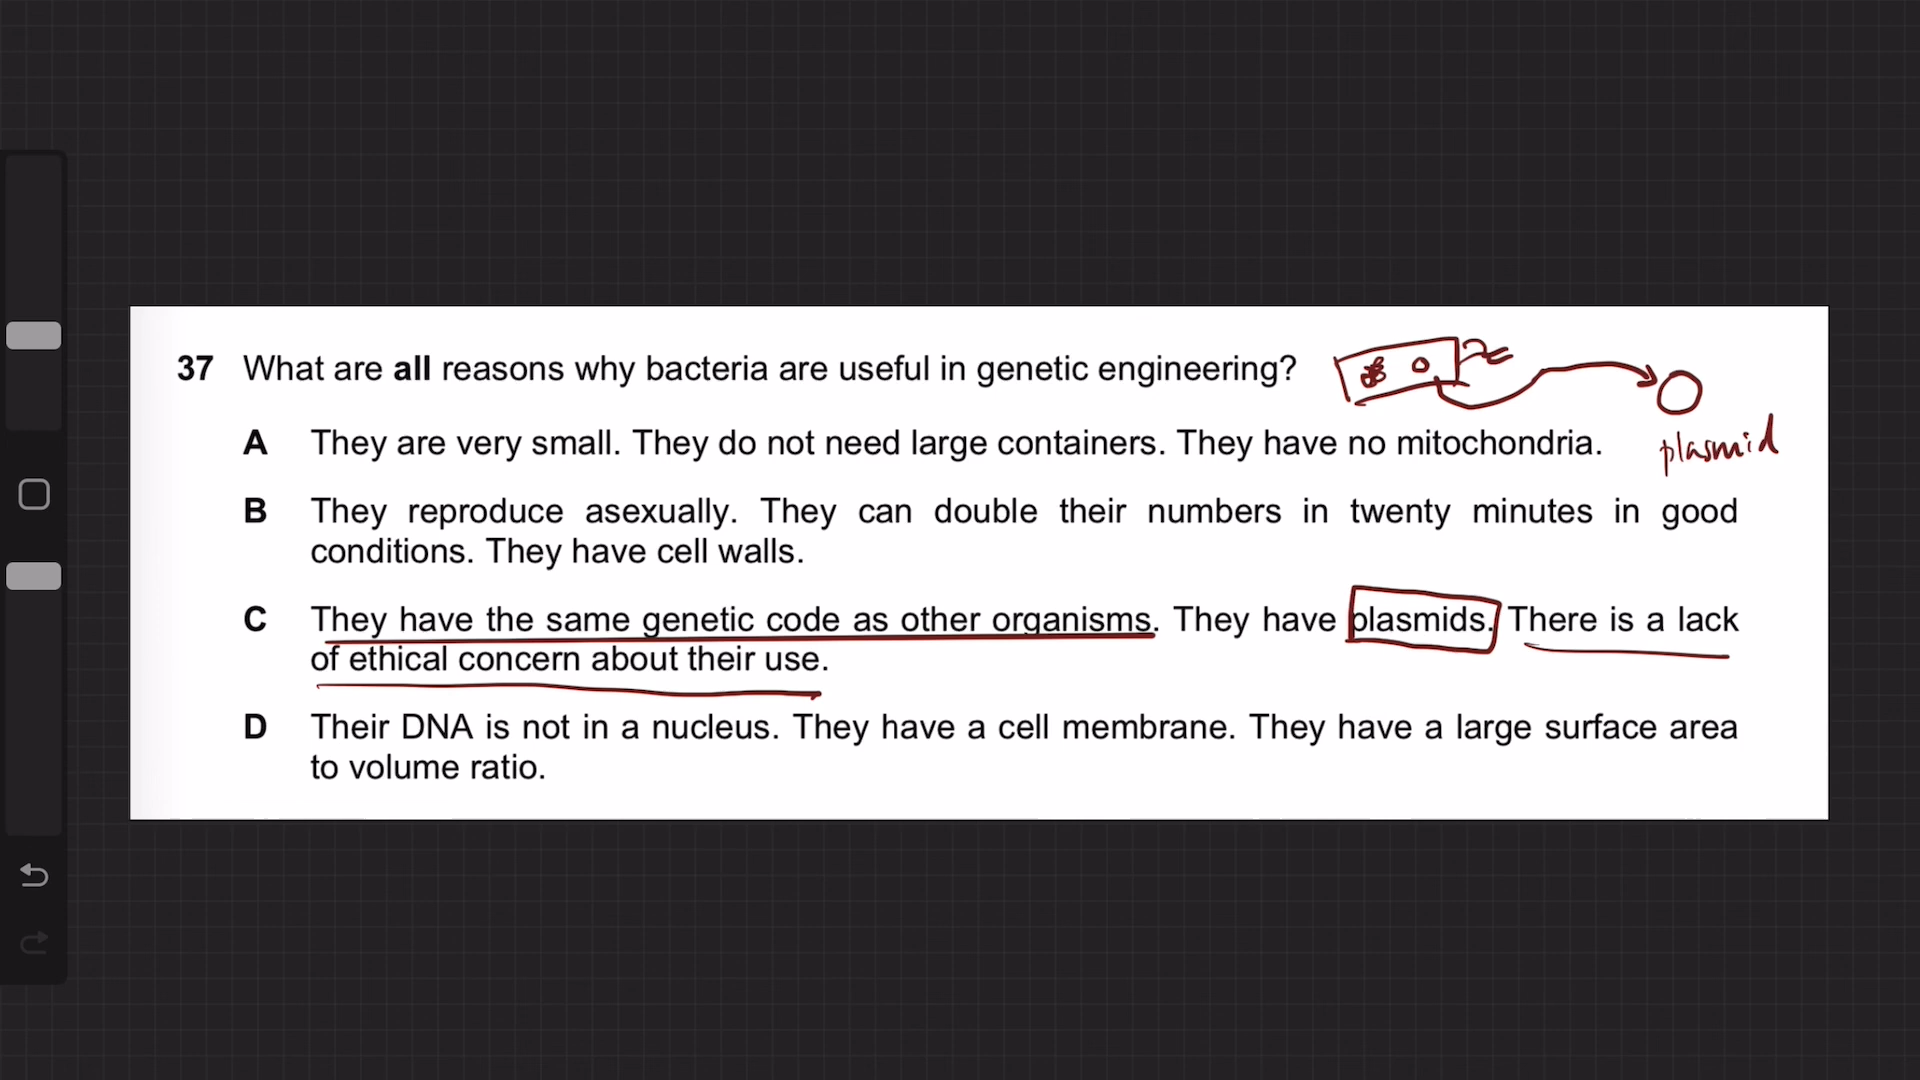 37 What are all reasons why bacteria are useful in genetic engineering?
A They are very small. They do not need large containers. They have no mitochondria.
plasmid
B They reproduce asexually. They can double their numbers in twenty minutes in good
conditions. They have cell walls.
C They have the same genetic code as other organisms. They have plasmids. There is a lack
of ethical concern about their use.
D Their DNA is not in a nucleus. They have a cell membrane. They have a large surface area
to volume ratio.